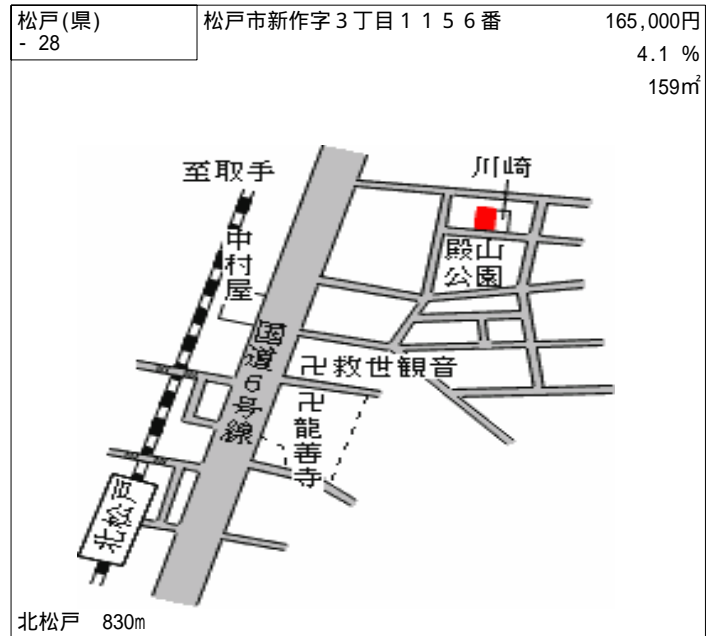 松戸(県)
- 28
松戸市新作字3丁目1156番
165,000円
4.1 %
159㎡
至取手
川崎
中村屋
殿山
公園
国道6号線
卍救世観音
卍龍善寺
北松戸
北松戸 830m